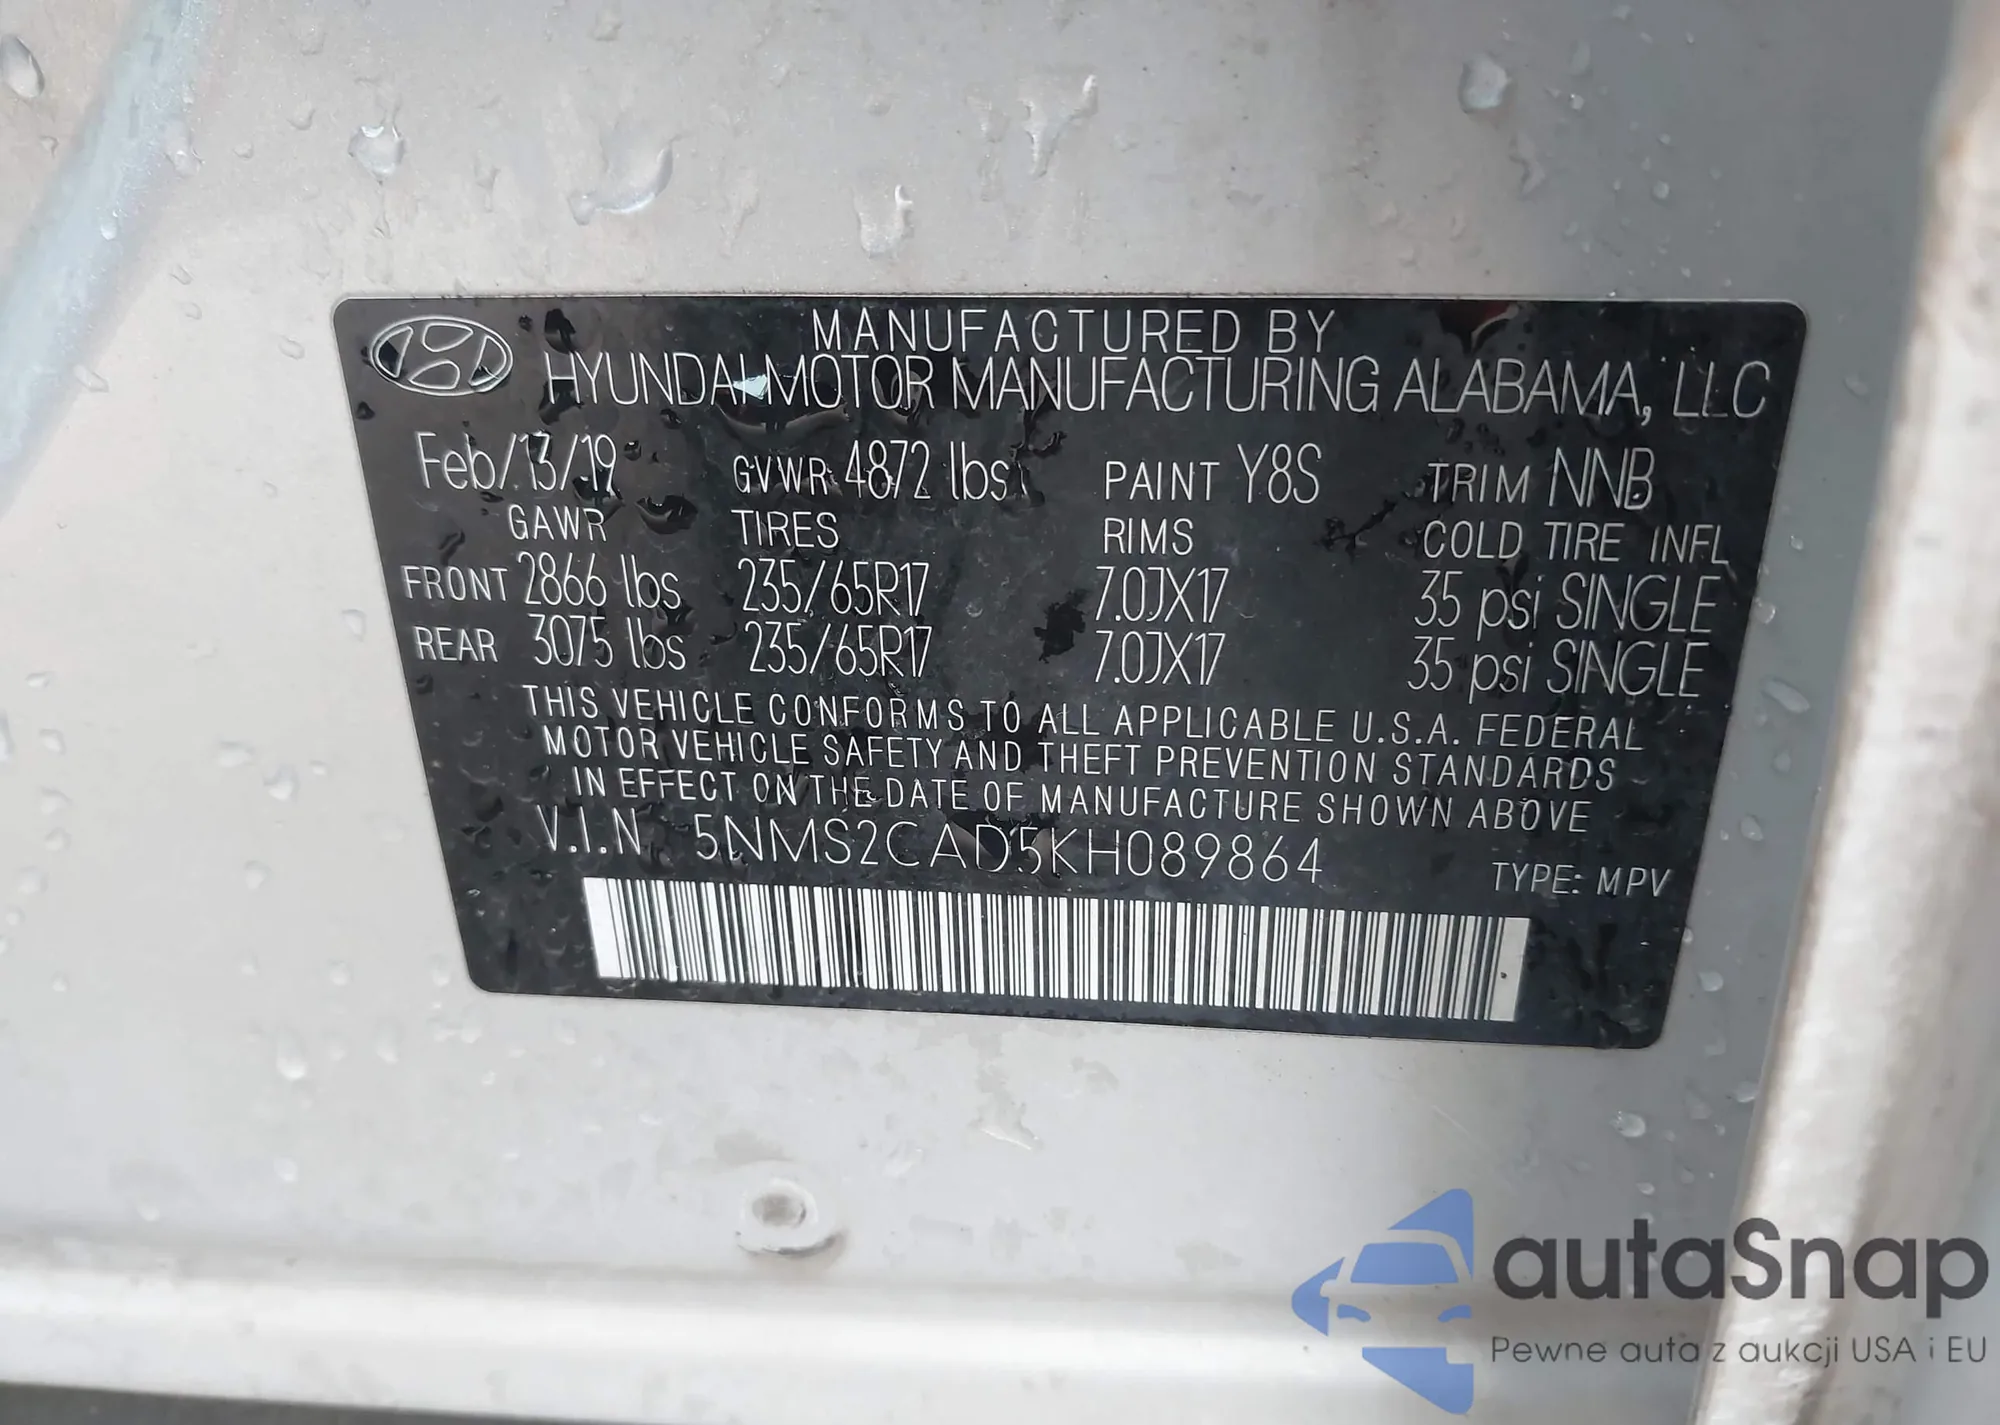 MANUFACTURED BY
HYUNDAI MOTOR MANUFACTURING ALABAMA, LLC
Feb/13/19 GVWR 4872 lbs PAINT Y8S TRIM NNB
GAWR TIRES RIMS COLD TIRE INFL
FRONT 2866 lbs 235/65R17 7.0JX17 35 psi SINGLE
REAR 3075 lbs 235/65R17 7.0JX17 35 psi SINGLE
THIS VEHICLE CONFORMS TO ALL APPLICABLE U.S.A. FEDERAL
MOTOR VEHICLE SAFETY AND THEFT PREVENTION STANDARDS
IN EFFECT ON THE DATE OF MANUFACTURE SHOWN ABOVE
V.I.N 5NMS2CAD5KH089864
TYPE: MPV
autaSnap
Pewne auta z aukcji USA i EU